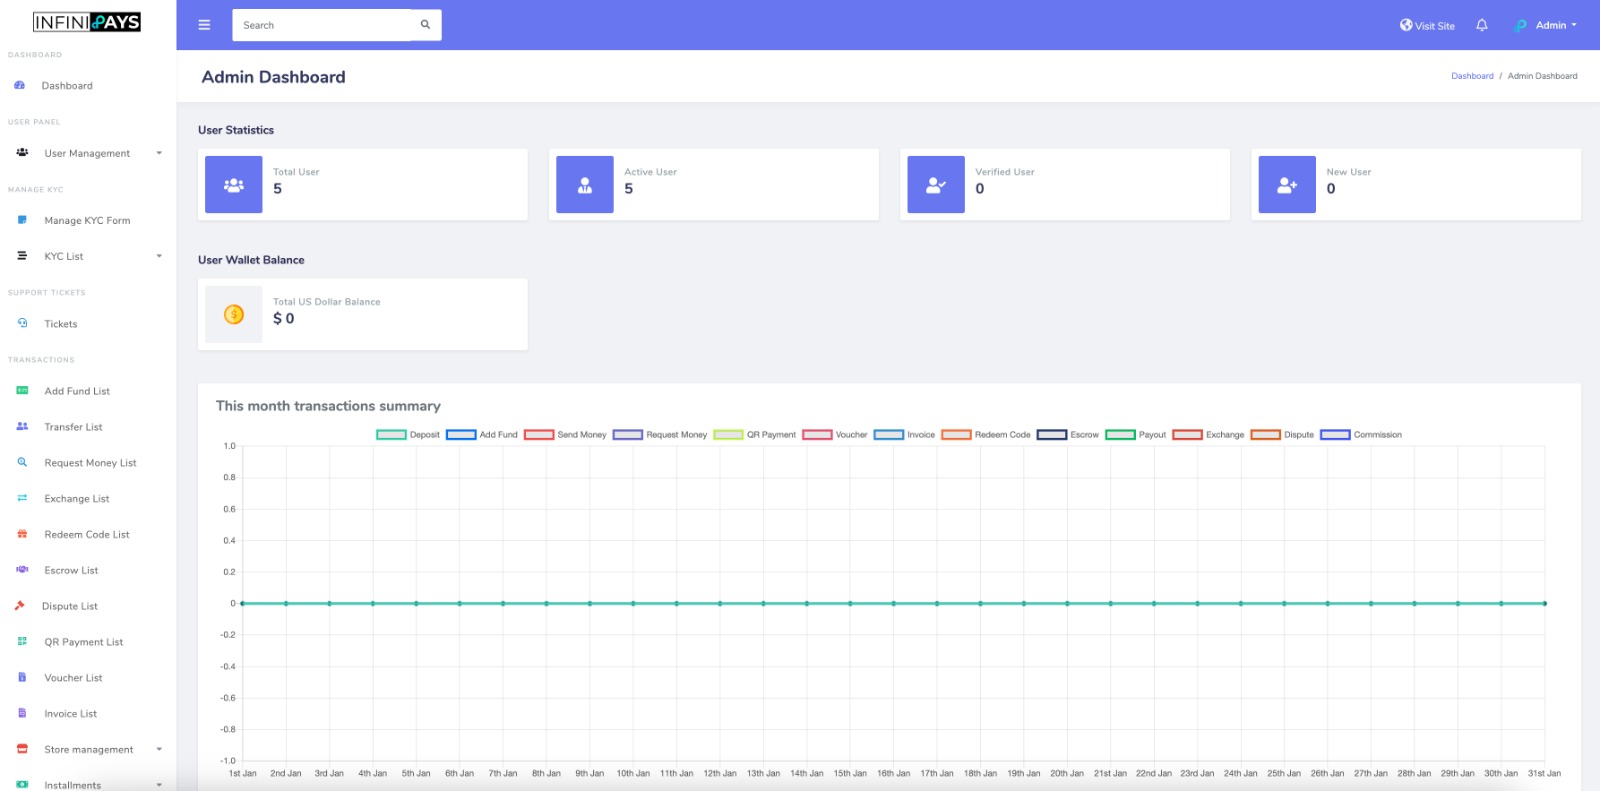 INFINIPAYS
Search
Visit Site
Admin
DASHBOARD
Dashboard
USER PANEL
User Management
MANAGE KYC
Manage KYC Form
KYC List
SUPPORT TICKETS
Tickets
TRANSACTIONS
Add Fund List
Transfer List
Request Money List
Exchange List
Redeem Code List
Escrow List
Dispute List
QR Payment List
Voucher List
Invoice List
Store management
Installments
Admin Dashboard
Dashboard / Admin Dashboard
User Statistics
Total User
5
Active User
5
Verified User
0
New User
0
User Wallet Balance
Total US Dollar Balance
$ 0
This month transactions summary
Deposit Add Fund Send Money Request Money QR Payment Voucher Invoice Redeem Code Escrow Payout Exchange Dispute Commission
1.0
0.8
0.6
0.4
0.2
0
-0.2
-0.4
-0.6
-0.8
-1.0
1st Jan 2nd Jan 3rd Jan 4th Jan 5th Jan 6th Jan 7th Jan 8th Jan 9th Jan 10th Jan 11th Jan 12th Jan 13th Jan 14th Jan 15th Jan 16th Jan 17th Jan 18th Jan 19th Jan 20th Jan 21st Jan 22nd Jan 23rd Jan 24th Jan 25th Jan 26th Jan 27th Jan 28th Jan 29th Jan 30th Jan 31st Jan